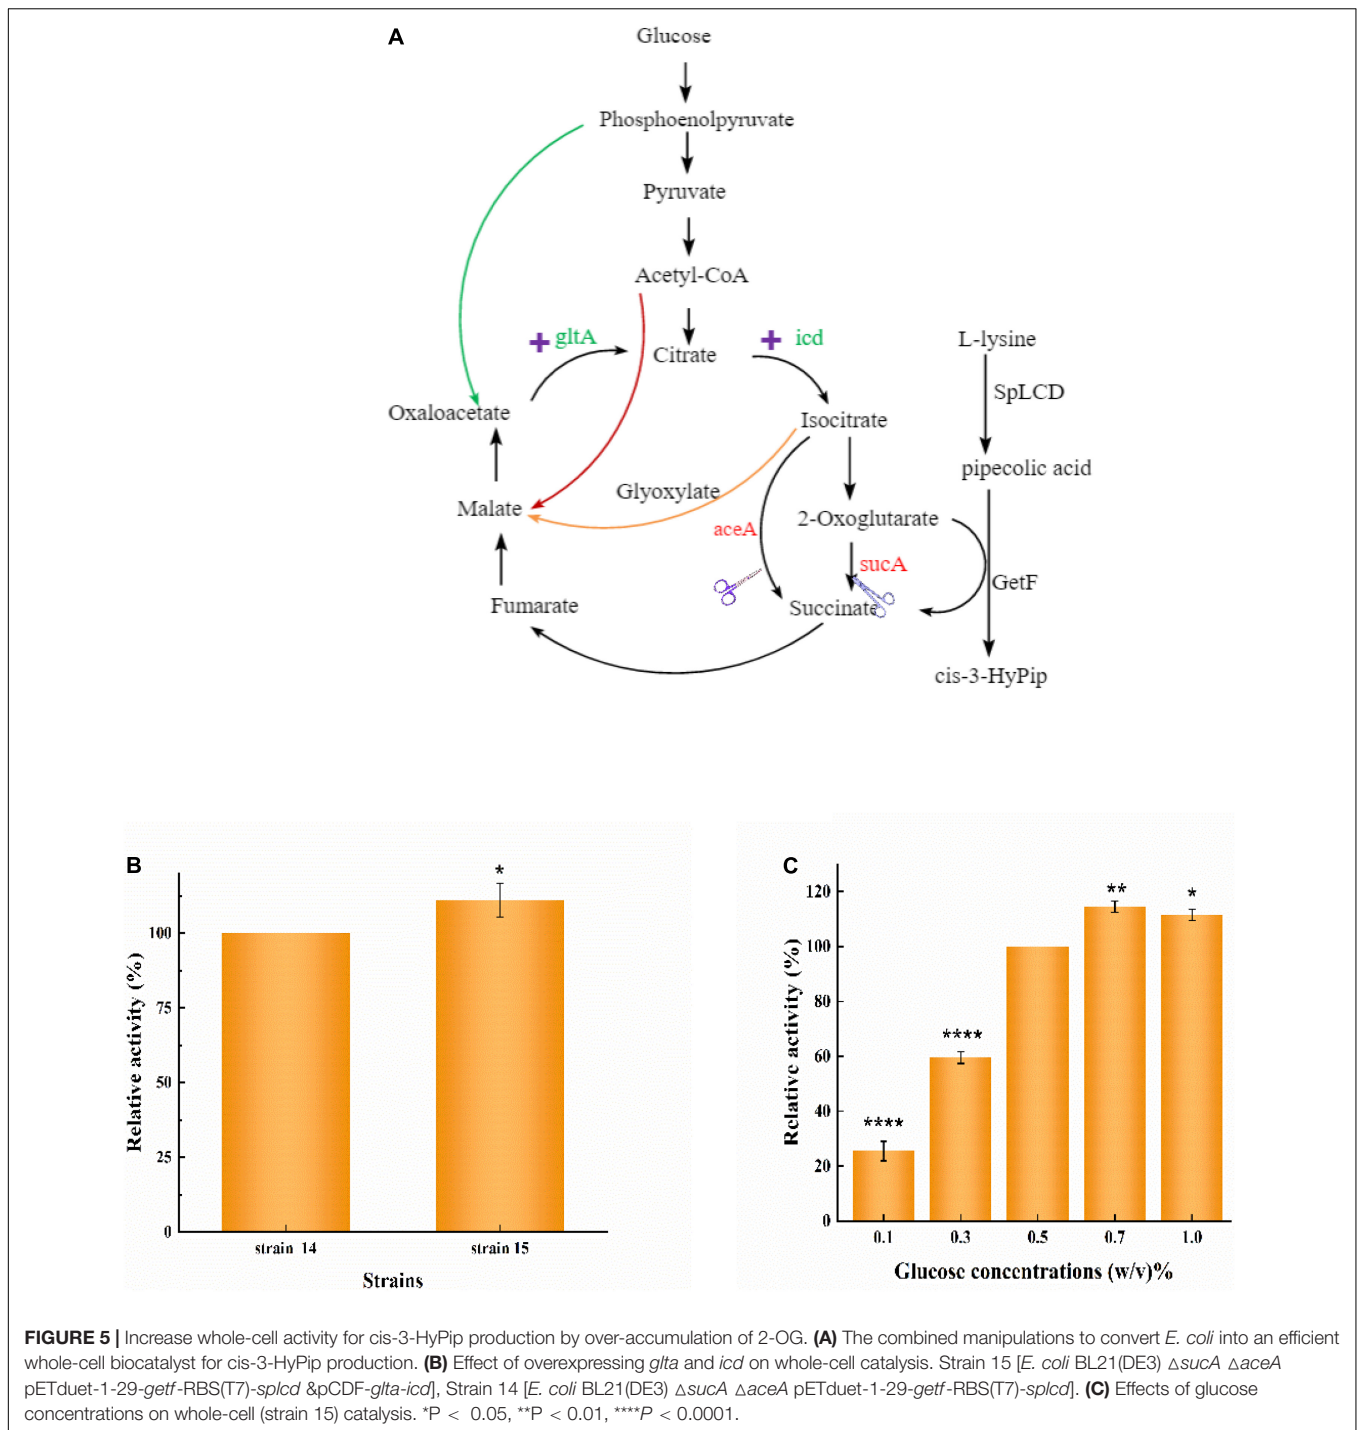 A
Glucose
Phosphoenolpyruvate
Pyruvate
Acetyl-CoA
+ gltA
+ icd
Citrate
L-lysine
SpLCD
Oxaloacetate
Isocitrate
pipecolic acid
Glyoxylate
Malate
2-Oxoglutarate
aceA
sucA
GetF
Fumarate
Succinate
cis-3-HyPip
B
*
100
75
50
25
0
Relative activity (%)
strain 14
strain 15
Strains
C
120
100
80
60
40
20
0
Relative activity (%)
****
****
**
*
0.1
0.3
0.5
0.7
1.0
Glucose concentrations (w/v)%
FIGURE 5 | Increase whole-cell activity for cis-3-HyPip production by over-accumulation of 2-OG. (A) The combined manipulations to convert E. coli into an efficient
whole-cell biocatalyst for cis-3-HyPip production. (B) Effect of overexpressing glta and icd on whole-cell catalysis. Strain 15 [E. coli BL21(DE3) △sucA △aceA
pETduet-1-29-getf-RBS(T7)-splcd &pCDF-glta-icd], Strain 14 [E. coli BL21(DE3) △sucA △aceA pETduet-1-29-getf-RBS(T7)-splcd]. (C) Effects of glucose
concentrations on whole-cell (strain 15) catalysis. *P < 0.05, **P < 0.01, ****P < 0.0001.